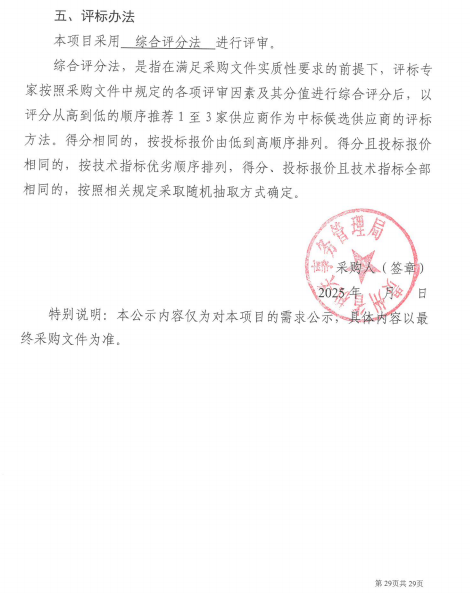 五、评标办法
本项目采用 综合评分法 进行评审。
综合评分法，是指在满足采购文件实质性要求的前提下，评标专
家按照采购文件中规定的各项评审因素及其分值进行综合评分后，以
评分从高到低的顺序推荐 1 至 3 家供应商作为中标候选供应商的评标
方法。得分相同的，按投标报价由低到高顺序排列。得分且投标报价
相同的，按技术指标优劣顺序排列，得分、投标报价且技术指标全部
相同的，按照相关规定采取随机抽取方式确定。
事务管理局
采购人（签章）
2025年 月 日
特别说明：本公示内容仅为对本项目的需求公示，具体内容以最
终采购文件为准。
第 29页共 29页